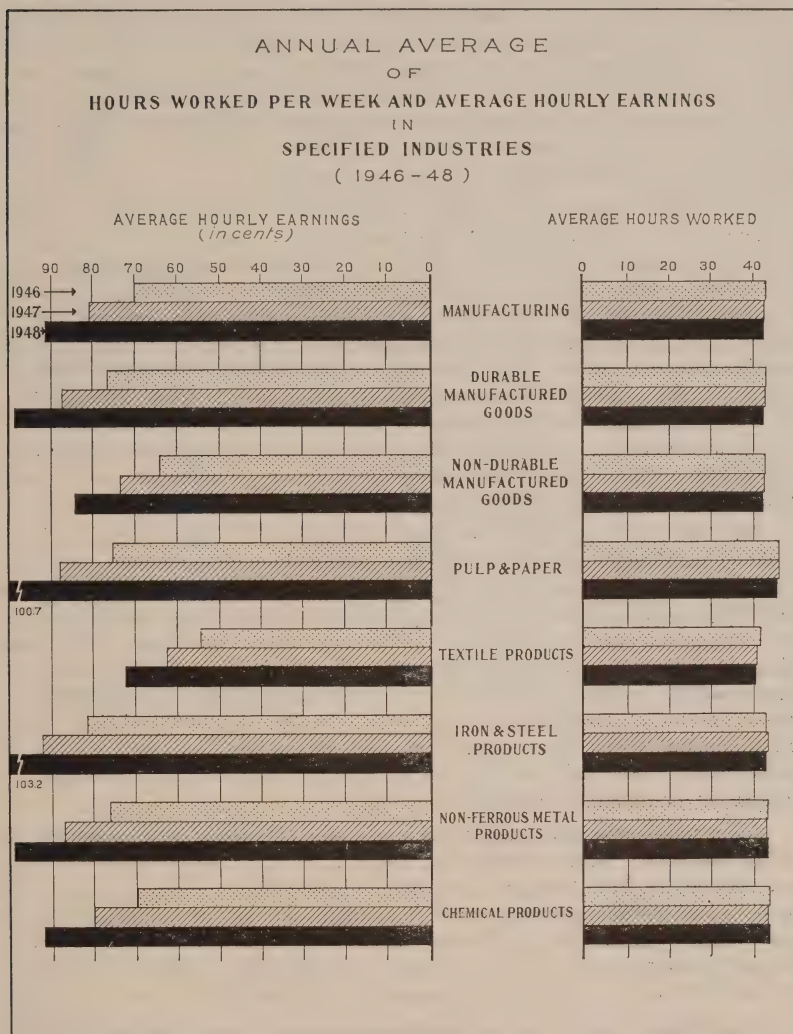 ANNUAL AVERAGE
OF
HOURS WORKED PER WEEK AND AVERAGE HOURLY EARNINGS
IN
SPECIFIED INDUSTRIES
( 1946-48 )
AVERAGE HOURLY EARNINGS
(in cents)
90 80 70 60 50 40 30 20 10 0
1946
1947
1948
AVERAGE HOURS WORKED
0 10 20 30 40
MANUFACTURING
DURABLE
MANUFACTURED
GOODS
NON-DURABLE
MANUFACTURED
GOODS
PULP & PAPER
100.7
TEXTILE PRODUCTS
IRON & STEEL
PRODUCTS
103.2
NON-FERROUS METAL
PRODUCTS
CHEMICAL PRODUCTS